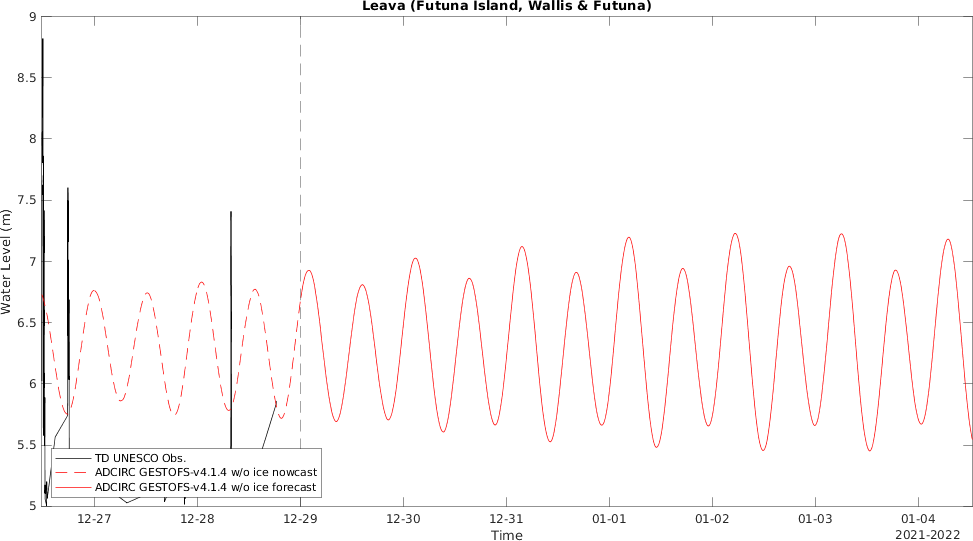 Leava (Futuna Island, Wallis & Futuna)
Water Level (m)
9
8.5
8
7.5
7
6.5
6
5.5
5
TD UNESCO Obs.
ADCIRC GESTOFS-v4.1.4 w/o ice nowcast
ADCIRC GESTOFS-v4.1.4 w/o ice forecast
12-27 12-28 12-29 12-30 12-31 01-01 01-02 01-03 01-04
Time
2021-2022